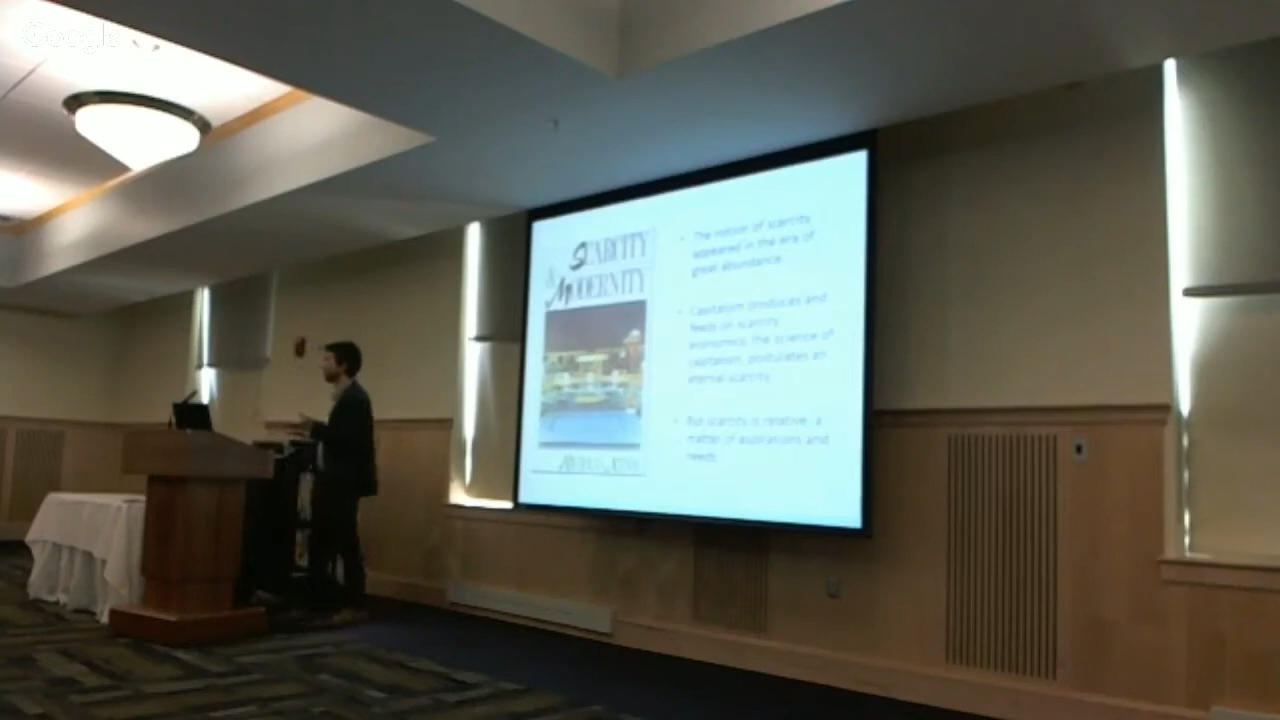 Google
SCARCITY
& MODERNITY
The notion of scarcity
appeared in the era of
great abundance
Capitalism produces and
feeds on scarcity
economics, the science of
capitalism, postulates an
eternal scarcity
But scarcity is relative, a
matter of aspirations and
needs